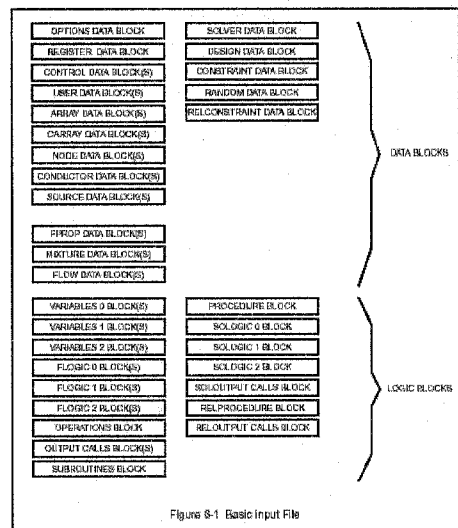 OPTIONS DATA BLOCK
REGISTER DATA BLOCK
CONTROL DATA BLOCK(S)
USER DATA BLOCK(S)
ARRAY DATA BLOCK(S)
CARRAY DATA BLOCK(S)
NODE DATA BLOCK(S)
CONDUCTOR DATA BLOCK(S)
SOURCE DATA BLOCK(S)
FPROP DATA BLOCK(S)
MIXTURE DATA BLOCK(S)
FLOW DATA BLOCK(S)
SOLVER DATA BLOCK
DESIGN DATA BLOCK
CONSTRAINT DATA BLOCK
RANDOM DATA BLOCK
RELCONSTRAINT DATA BLOCK
DATA BLOCKS
VARIABLES 0 BLOCK(S)
VARIABLES 1 BLOCK(S)
VARIABLES 2 BLOCK(S)
FLOGIC 0 BLOCK(S)
FLOGIC 1 BLOCK(S)
FLOGIC 2 BLOCK(S)
OPERATIONS BLOCK
OUTPUT CALLS BLOCK(S)
SUBROUTINES BLOCK
PROCEDURE BLOCK
SOLOGIC 0 BLOCK
SOLOGIC 1 BLOCK
SOLOGIC 2 BLOCK
SOLOUTPUT CALLS BLOCK
RELPROCEDURE BLOCK
RELOUTPUT CALLS BLOCK
LOGIC BLOCKS
Basic Input File